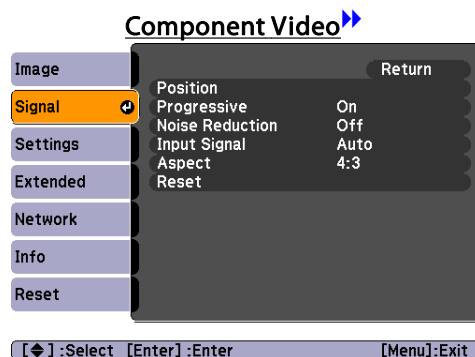 Component Video
Image
Return
Position
Signal
Progressive On
Noise Reduction Off
Settings
Input Signal Auto
Aspect 4:3
Extended
Reset
Network
Info
Reset
[◆] :Select [Enter] :Enter [Menu]:Exit